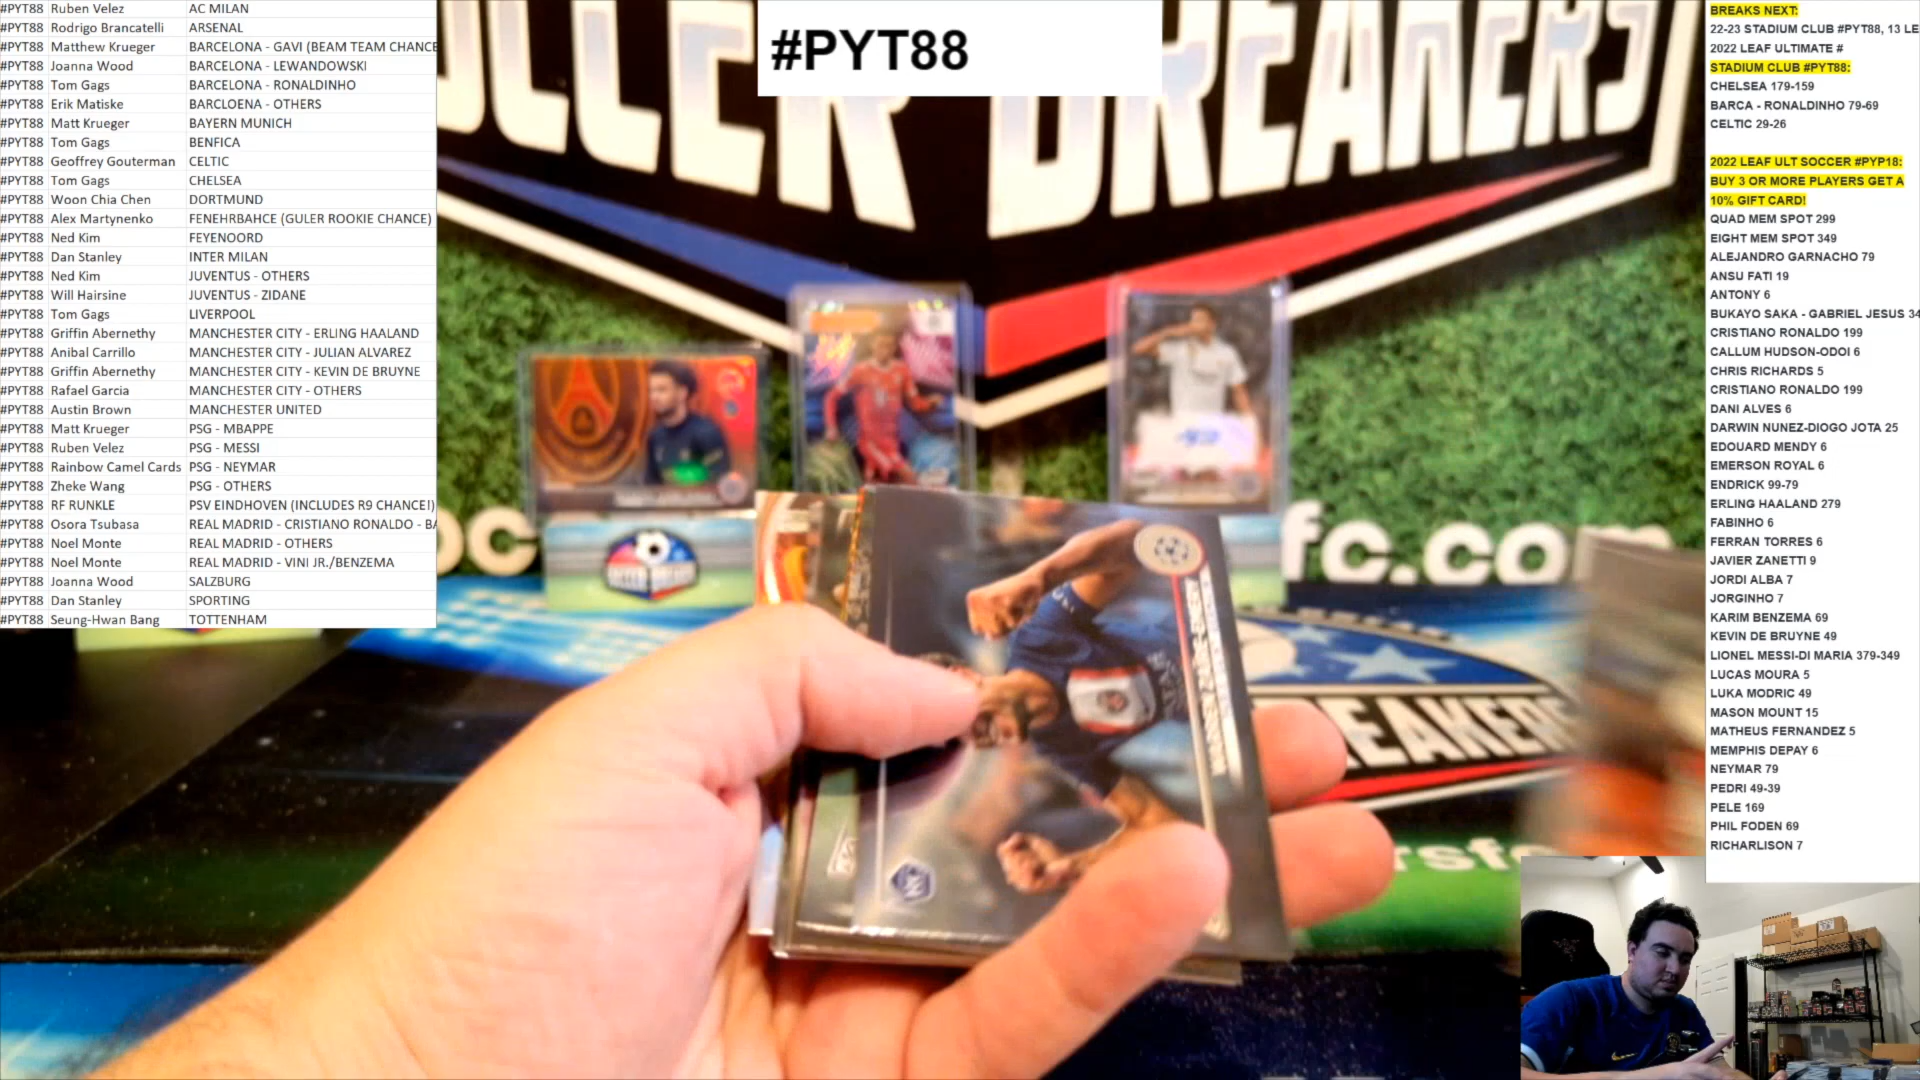 #PYT88 Ruben Velez AC MILAN
#PYT88 Rodrigo Brancatelli ARSENAL
#PYT88 Matthew Krueger BARCELONA - GAVI (BEAM TEAM CHANCE
#PYT88 Joanna Wood BARCELONA - LEWANDOWSKI
#PYT88 Tom Gags BARCELONA - RONALDINHO
#PYT88 Erik Matiske BARCLOENA - OTHERS
#PYT88 Matt Krueger BAYERN MUNICH
#PYT88 Tom Gags BENFICA
#PYT88 Geoffrey Gouterman CELTIC
#PYT88 Tom Gags CHELSEA
#PYT88 Woon Chia Chen DORTMUND
#PYT88 Alex Martynenko FENEHRBAHCE (GULER ROOKIE CHANCE)
#PYT88 Ned Kim FEYENOORD
#PYT88 Dan Stanley INTER MILAN
#PYT88 Ned Kim JUVENTUS - OTHERS
#PYT88 Will Hairsine JUVENTUS - ZIDANE
#PYT88 Tom Gags LIVERPOOL
#PYT88 Griffin Abernethy MANCHESTER CITY - ERLING HAALAND
#PYT88 Anibal Carrillo MANCHESTER CITY - JULIAN ALVAREZ
#PYT88 Griffin Abernethy MANCHESTER CITY - KEVIN DE BRUYNE
#PYT88 Rafael Garcia MANCHESTER CITY - OTHERS
#PYT88 Austin Brown MANCHESTER UNITED
#PYT88 Matt Krueger PSG - MBAPPE
#PYT88 Ruben Velez PSG - MESSI
#PYT88 Rainbow Camel Cards PSG - NEYMAR
#PYT88 Zheke Wang PSG - OTHERS
#PYT88 RF RUNKLE PSV EINDHOVEN (INCLUDES R9 CHANCE!)
#PYT88 Osora Tsubasa REAL MADRID - CRISTIANO RONALDO - BA
#PYT88 Noel Monte REAL MADRID - OTHERS
#PYT88 Noel Monte REAL MADRID - VINI JR./BENZEMA
#PYT88 Joanna Wood SALZBURG
#PYT88 Dan Stanley SPORTING
#PYT88 Seung-Hwan Bang TOTTENHAM
#PYT88
OCCER BREAKERS
fc.co
REAKERS
BREAKS NEXT:
22-23 STADIUM CLUB #PYT88, 13 LE
2022 LEAF ULTIMATE #
STADIUM CLUB #PYT88:
CHELSEA 179-159
BARCA - RONALDINHO 79-69
CELTIC 29-26
2022 LEAF ULT SOCCER #PYP18:
BUY 3 OR MORE PLAYERS GET A
10% GIFT CARD!
QUAD MEM SPOT 299
EIGHT MEM SPOT 349
ALEJANDRO GARNACHO 79
ANSU FATI 19
ANTONY 6
BUKAYO SAKA - GABRIEL JESUS 34
CRISTIANO RONALDO 199
CALLUM HUDSON-ODOI 6
CHRIS RICHARDS 5
CRISTIANO RONALDO 199
DANI ALVES 6
DARWIN NUNEZ-DIOGO JOTA 25
EDOUARD MENDY 6
EMERSON ROYAL 6
ENDRICK 99-79
ERLING HAALAND 279
FABINHO 6
FERRAN TORRES 6
JAVIER ZANETTI 9
JORDI ALBA 7
JORGINHO 7
KARIM BENZEMA 69
KEVIN DE BRUYNE 49
LIONEL MESSI-DI MARIA 379-349
LUCAS MOURA 5
LUKA MODRIC 49
MASON MOUNT 15
MATHEUS FERNANDEZ 5
MEMPHIS DEPAY 6
NEYMAR 79
PEDRI 49-39
PELE 169
PHIL FODEN 69
RICHARLISON 7